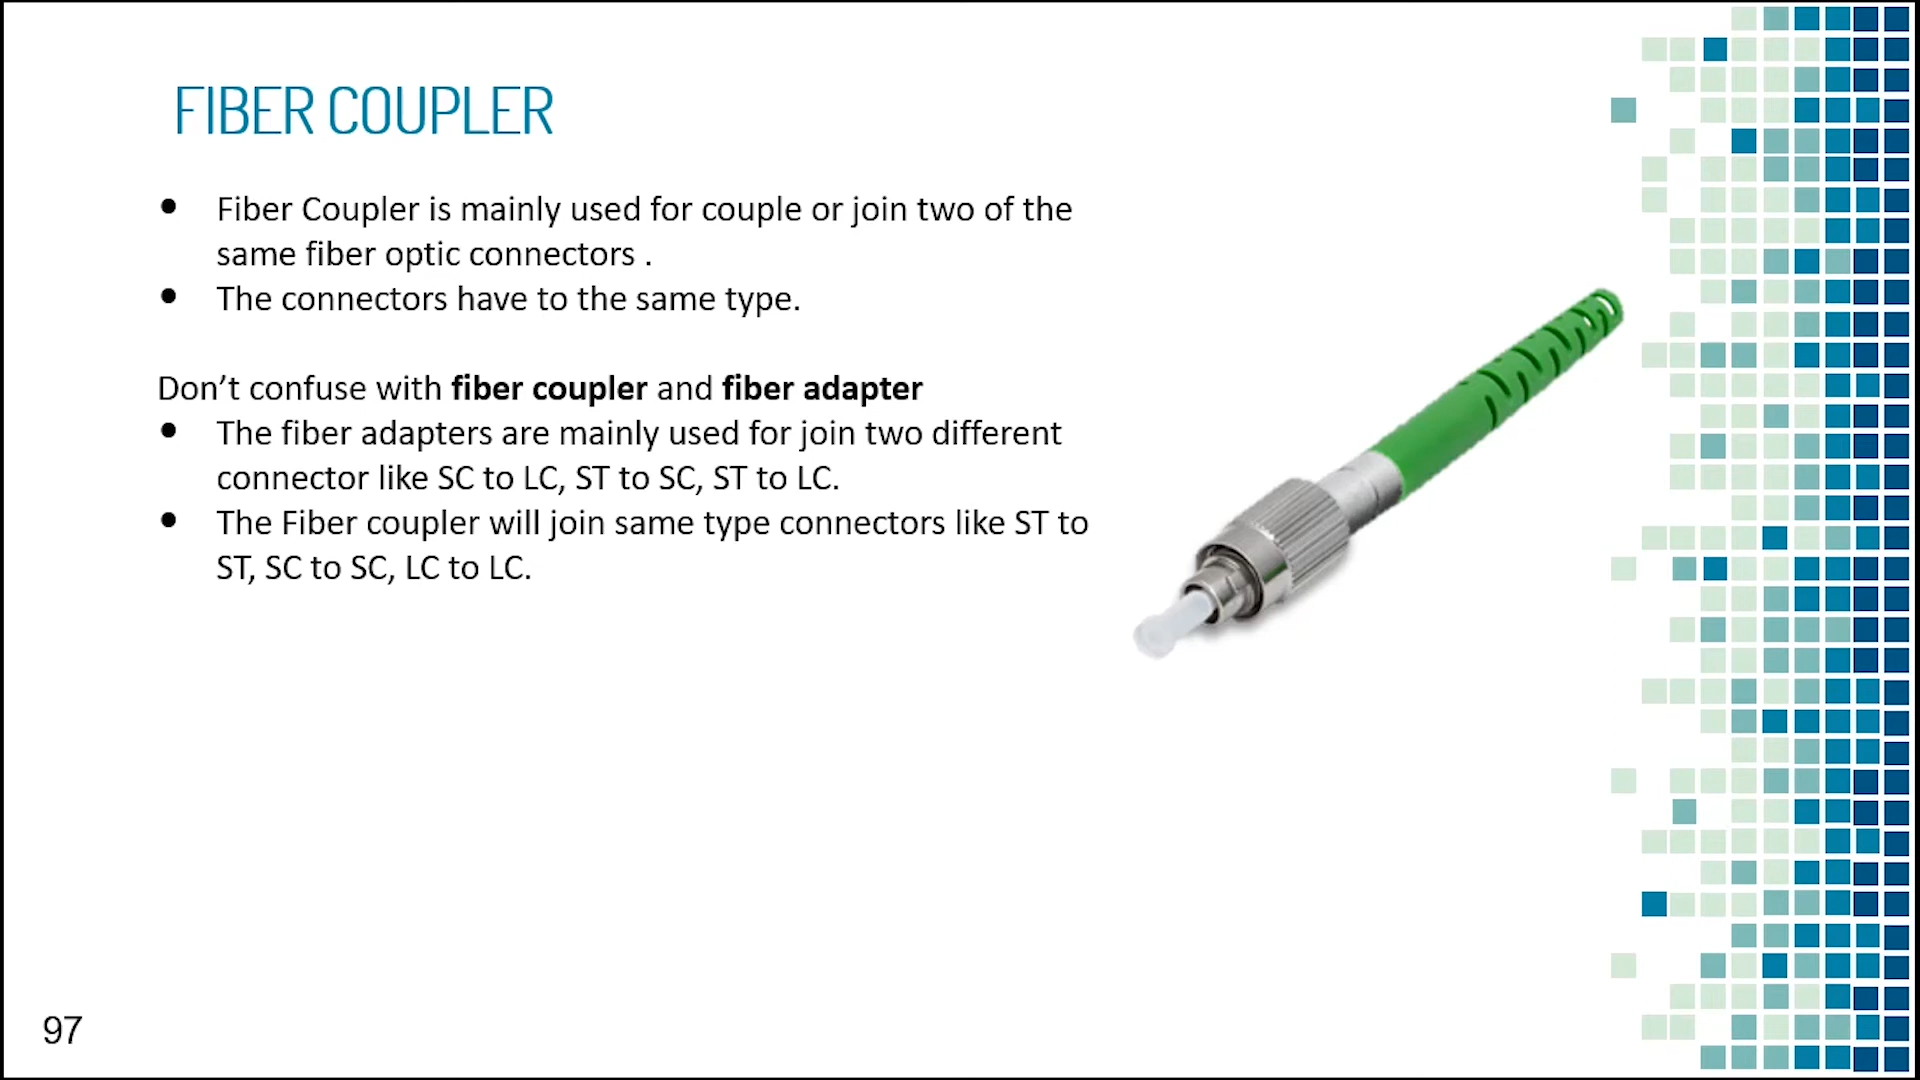 FIBER COUPLER
● Fiber Coupler is mainly used for couple or join two of the
same fiber optic connectors .
● The connectors have to the same type.
Don’t confuse with fiber coupler and fiber adapter
● The fiber adapters are mainly used for join two different
connector like SC to LC, ST to SC, ST to LC.
● The Fiber coupler will join same type connectors like ST to
ST, SC to SC, LC to LC.
97